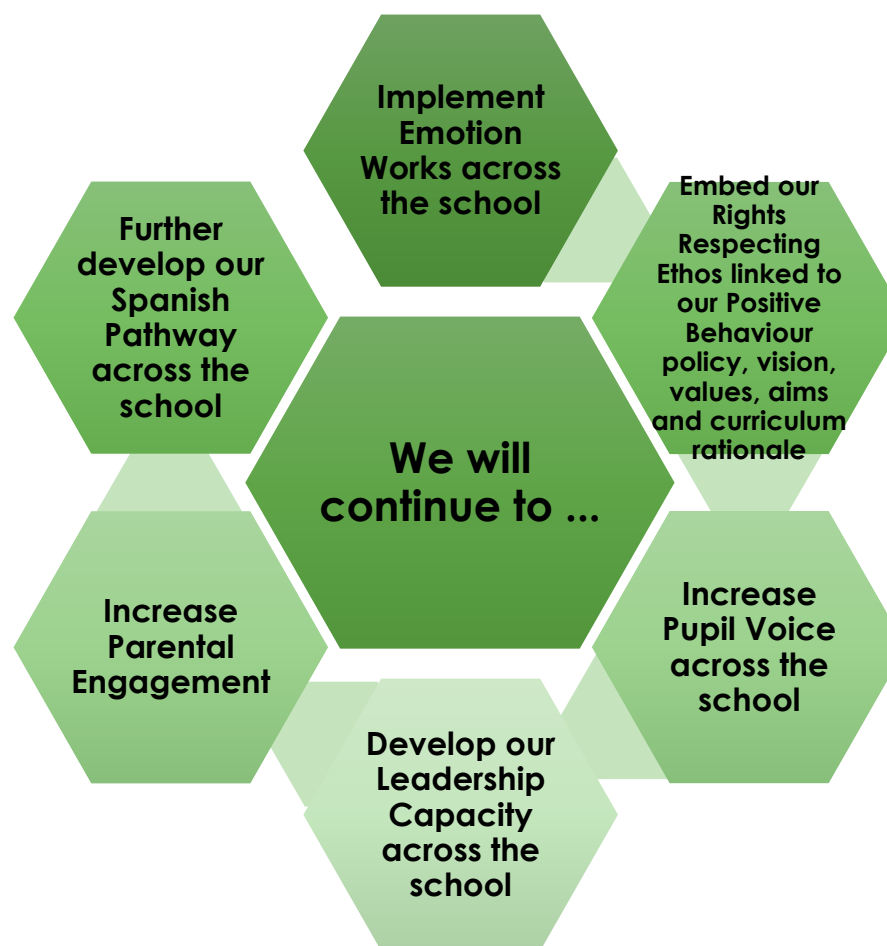 Implement
Emotion
Works across
the school
Embed our
Rights
Respecting
Ethos linked to
our Positive
Behaviour
policy, vision,
values, aims
and curriculum
rationale
Increase
Pupil Voice
across the
school
Develop our
Leadership
Capacity
across the
school
Increase
Parental
Engagement
Further
develop our
Spanish
Pathway
across the
school
We will
continue to ...